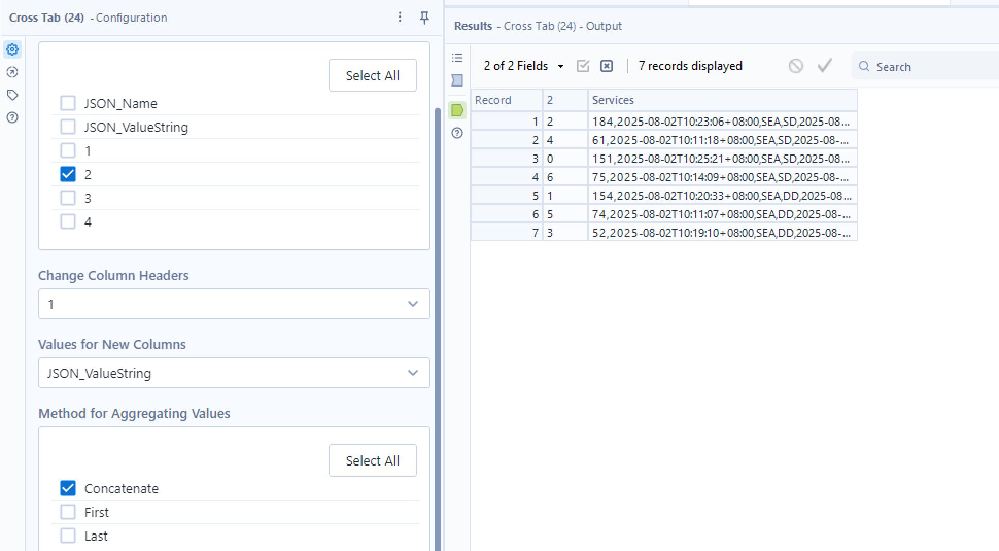 Cross Tab (24) - Configuration
Select All
JSON_Name
JSON_ValueString
1
2
3
4
Change Column Headers
1
Values for New Columns
JSON_ValueString
Method for Aggregating Values
Select All
Concatenate
First
Last
Results - Cross Tab (24) - Output
2 of 2 Fields
7 records displayed
Search
Record 2 Services
1 2 184,2025-08-02T10:23:06+08:00,SEA,SD,2025-08...
2 4 61,2025-08-02T10:11:18+08:00,SEA,SD,2025-08-...
3 0 151,2025-08-02T10:25:21+08:00,SEA,SD,2025-08...
4 6 75,2025-08-02T10:14:09+08:00,SEA,SD,2025-08-...
5 1 154,2025-08-02T10:20:33+08:00,SEA,DD,2025-08...
6 5 74,2025-08-02T10:11:07+08:00,SEA,DD,2025-08-...
7 3 52,2025-08-02T10:19:10+08:00,SEA,DD,2025-08-...